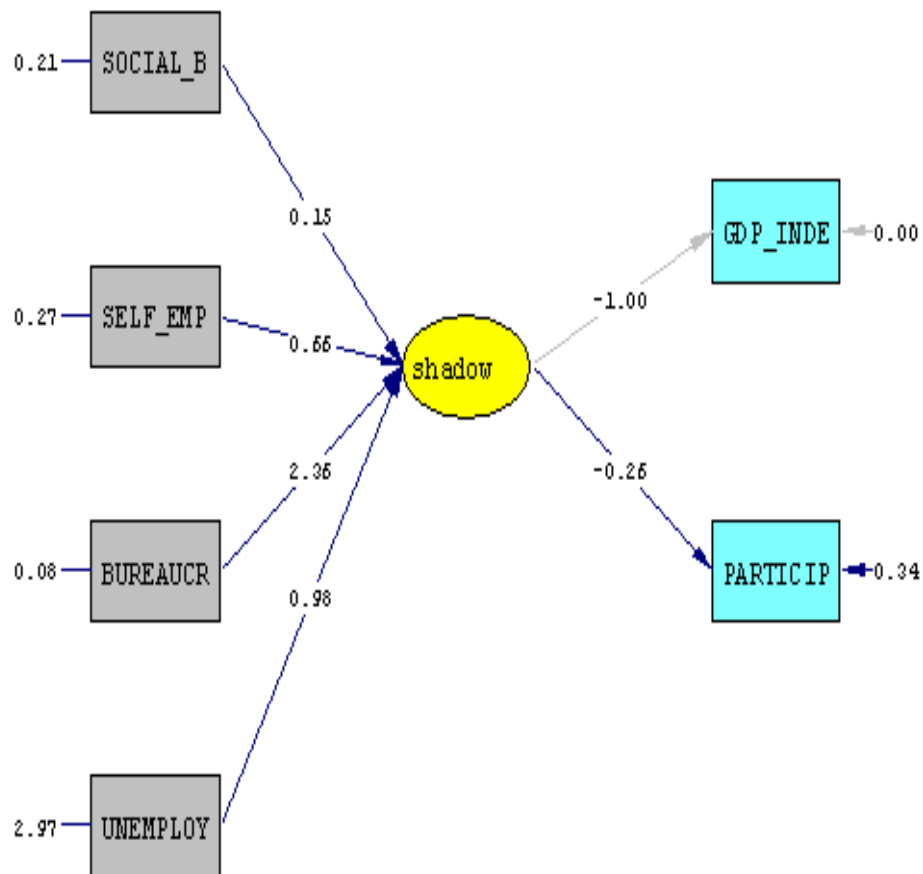 0.21
SOCIAL_B
0.15
GDP_INDE
0.00
-1.00
0.27
SELF_EMP
0.66
shadow
2.36
-0.26
0.08
BUREAUCR
PARTICIP
0.34
0.98
2.97
UNEMPLOY